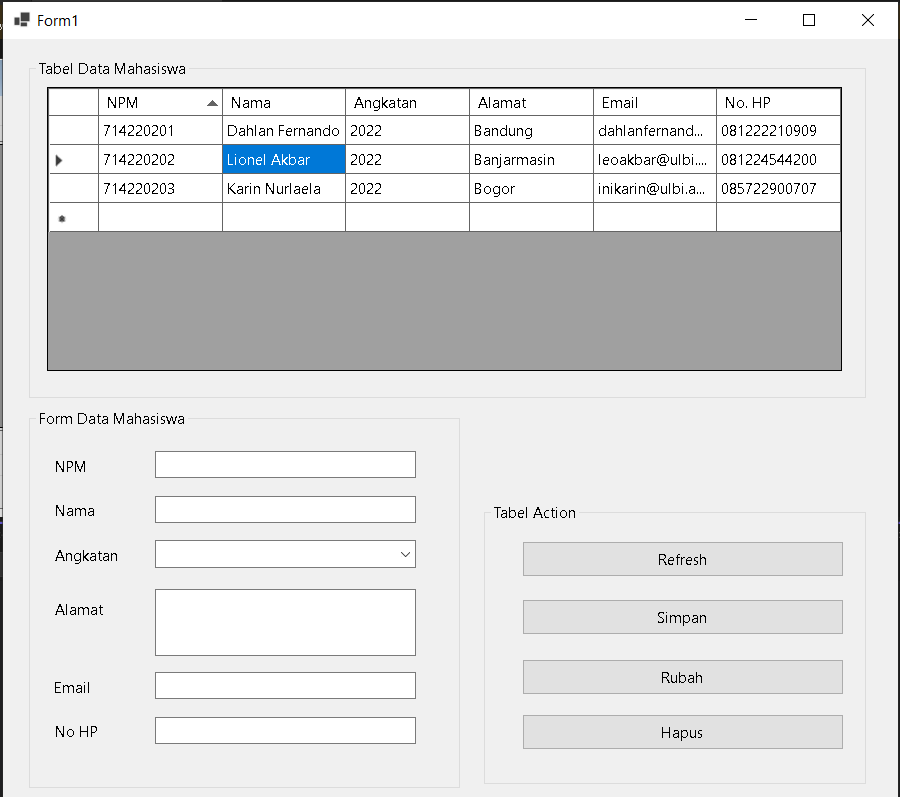 Form1
Tabel Data Mahasiswa
NPM Nama Angkatan Alamat Email No. HP
714220201 Dahlan Fernando 2022 Bandung dahlanfernand... 081222210909
714220202 Lionel Akbar 2022 Banjarmasin leoakbar@ulbi.... 081224544200
714220203 Karin Nurlaela 2022 Bogor inikarin@ulbi.a... 085722900707
Form Data Mahasiswa
NPM
Nama
Angkatan
Alamat
Email
No HP
Tabel Action
Refresh
Simpan
Rubah
Hapus